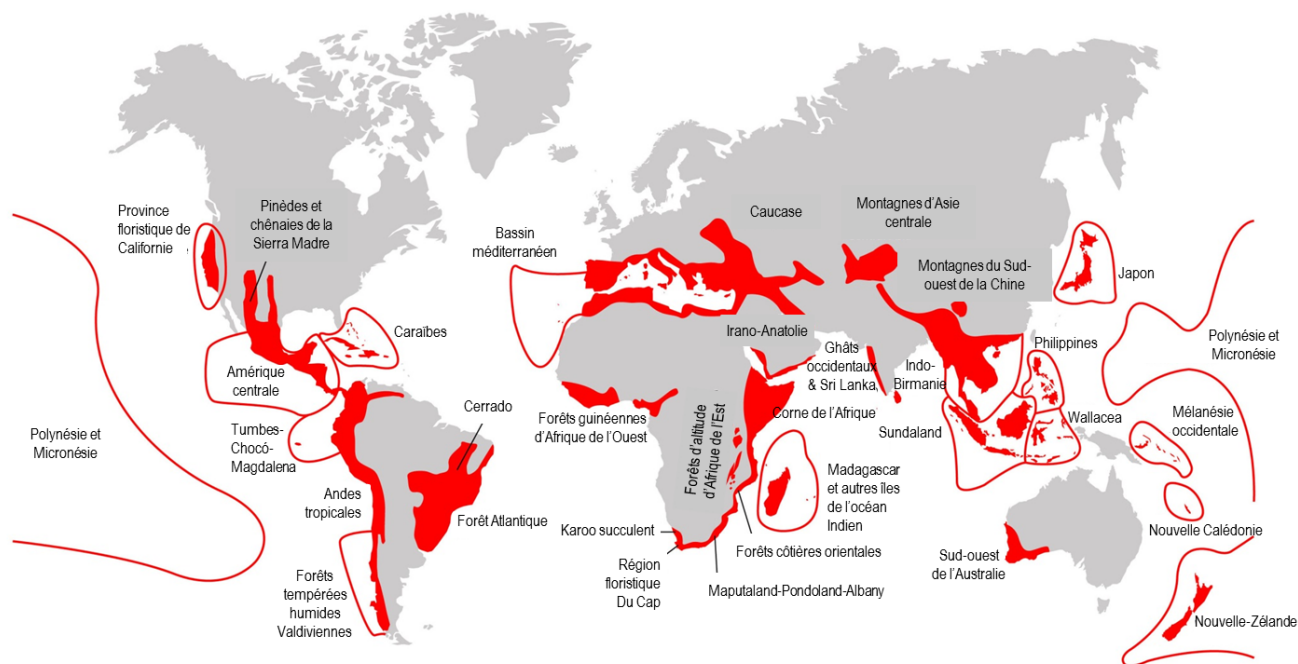 Province
floristique de
Californie
Pinèdes et
chênaies de la
Sierra Madre
Caraïbes
Amérique
centrale
Polynésie et
Micronésie
Tumbes-
Chocó-
Magdalena
Cerrado
Andes
tropicales
Forêt Atlantique
Forêts
tempérées
humides
Valdiviennes
Bassin
méditerranéen
Caucase
Montagnes d’Asie
centrale
Montagnes du Sud-
ouest de la Chine
Japon
Irano-Anatolie
Ghâts
occidentaux
& Sri Lanka,
Indo-
Birmanie
Philippines
Polynésie et
Micronésie
Forêts guinéennes
d’Afrique de l’Ouest
Forêts d’altitude
d’Afrique de l’Est
Corne de l’Afrique
Sundaland
Wallacea
Mélanésie
occidentale
Madagascar
et autres îles
de l’océan
Indien
Karoo succulent
Région
floristique
Du Cap
Forêts côtières orientales
Maputaland-Pondoland-Albany
Sud-ouest
de l’Australie
Nouvelle Calédonie
Nouvelle-Zélande